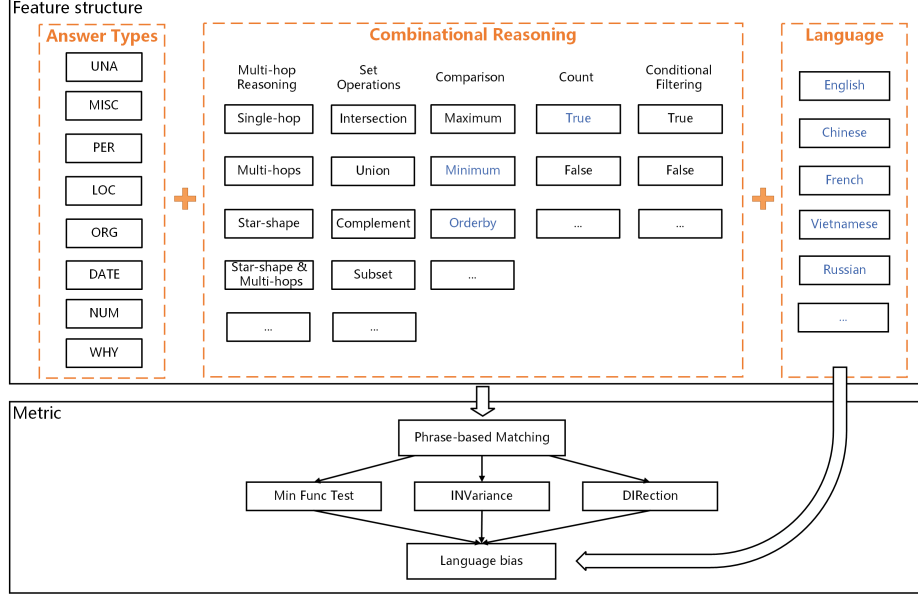 Feature structure
Answer Types
UNA
MISC
PER
LOC
ORG
DATE
NUM
WHY
Combinational Reasoning
Multi-hop
Reasoning
Single-hop
Multi-hops
Star-shape
Star-shape &
Multi-hops
...
Set
Operations
Intersection
Union
Complement
Subset
...
Comparison
Maximum
Minimum
Orderby
...
Count
True
False
...
Conditional
Filtering
True
False
...
Language
English
Chinese
French
Vietnamese
Russian
...
Metric
Phrase-based Matching
Min Func Test
INVariance
DIRection
Language bias